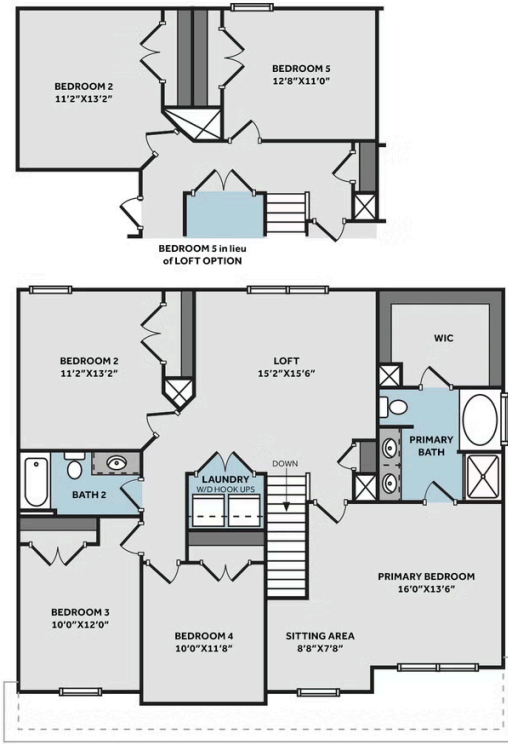 BEDROOM 2
11'2"X13'2"
BEDROOM 5
12'8"X11'0"
BEDROOM 5 in lieu
of LOFT OPTION
BEDROOM 2
11'2"X13'2"
LOFT
15'2"X15'6"
WIC
PRIMARY
BATH
BATH 2
LAUNDRY
W/D HOOK UPS
DOWN
PRIMARY BEDROOM
16'0"X13'6"
BEDROOM 3
10'0"X12'0"
BEDROOM 4
10'0"X11'8"
SITTING AREA
8'8"X7'8"